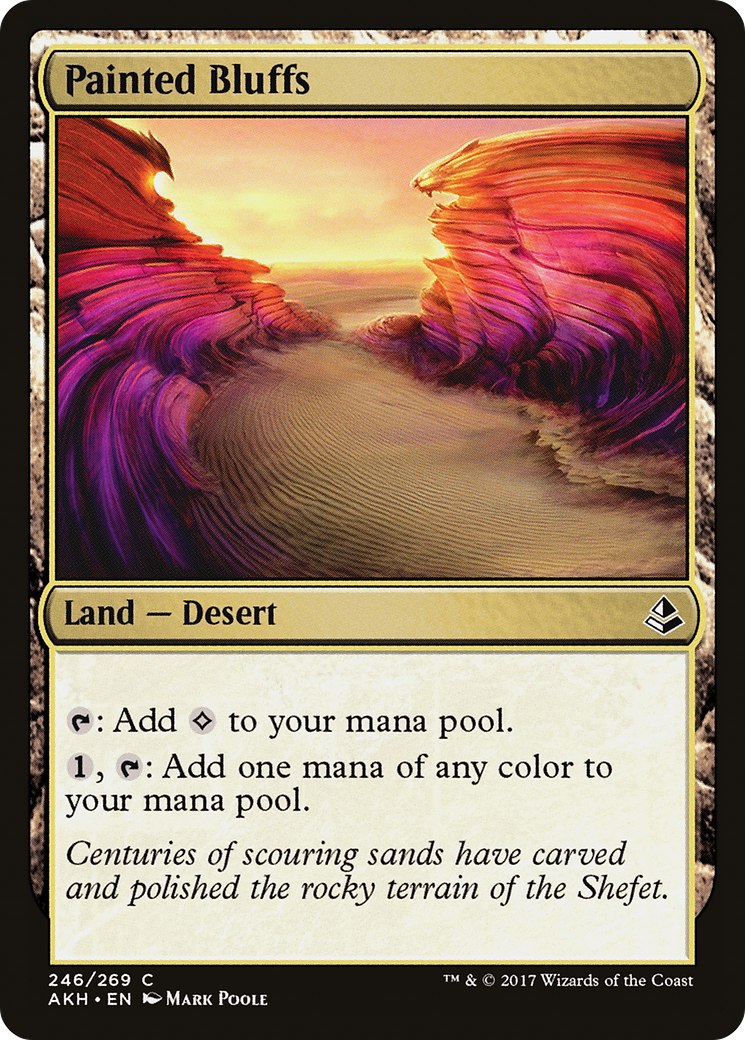 Painted Bluffs
Land — Desert
: Add to your mana pool.
1, : Add one mana of any color to
your mana pool.
Centuries of scouring sands have carved
and polished the rocky terrain of the Shefet.
246/269 C
™ & © 2017 Wizards of the Coast
AKH • EN Mark Poole